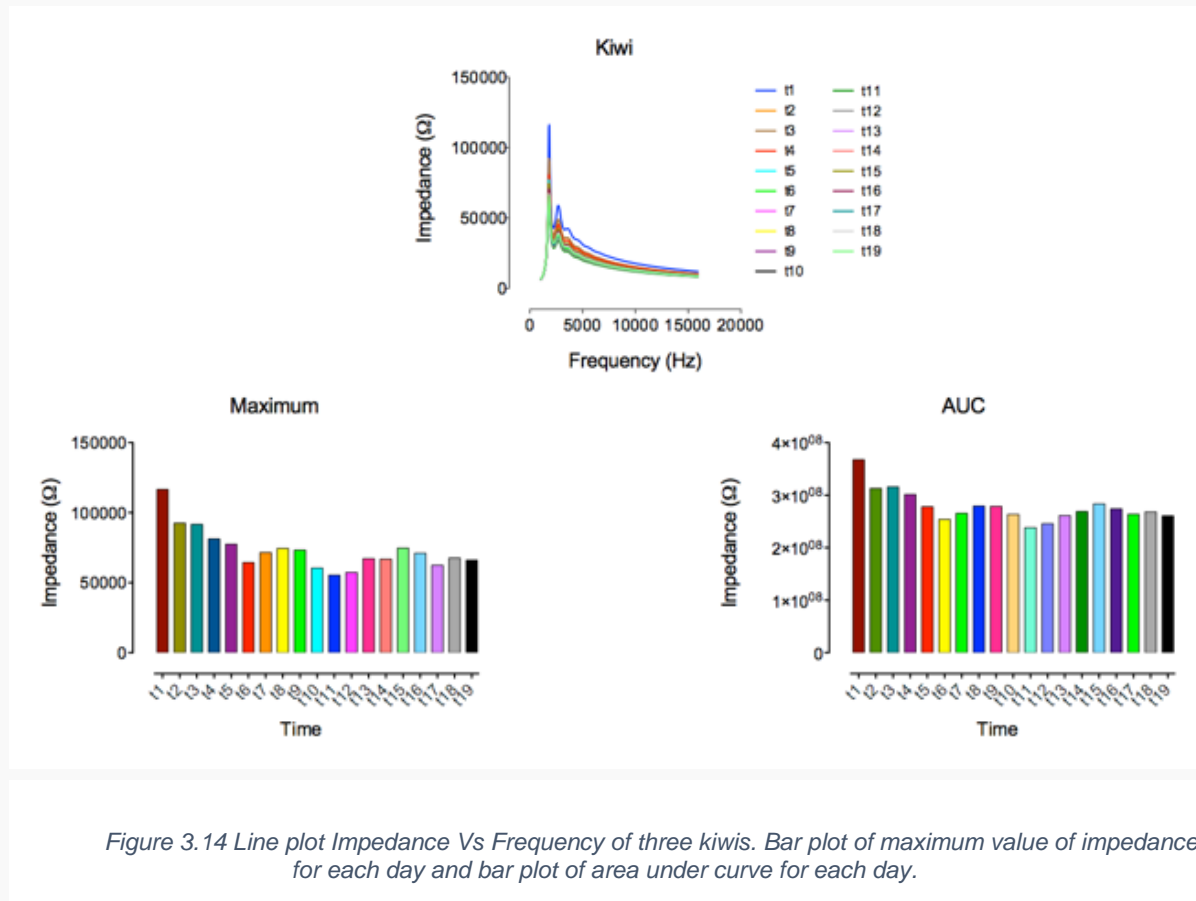 Kiwi
150000
100000
50000
0
Impedance (Ω)
0 5000 10000 15000 20000
Frequency (Hz)
t1 t11
t2 t12
t3 t13
t4 t14
t5 t15
t6 t16
t7 t17
t8 t18
t9 t19
t10
Maximum
150000
100000
50000
0
Impedance (Ω)
t1 t2 t3 t4 t5 t6 t7 t8 t9 t10 t11 t12 t13 t14 t15 t16 t17 t18 t19
Time
AUC
4×10⁰⁸
3×10⁰⁸
2×10⁰⁸
1×10⁰⁸
0
Impedance (Ω)
t1 t2 t3 t4 t5 t6 t7 t8 t9 t10 t11 t12 t13 t14 t15 t16 t17 t18 t19
Time
Figure 3.14 Line plot Impedance Vs Frequency of three kiwis. Bar plot of maximum value of impedance
for each day and bar plot of area under curve for each day.